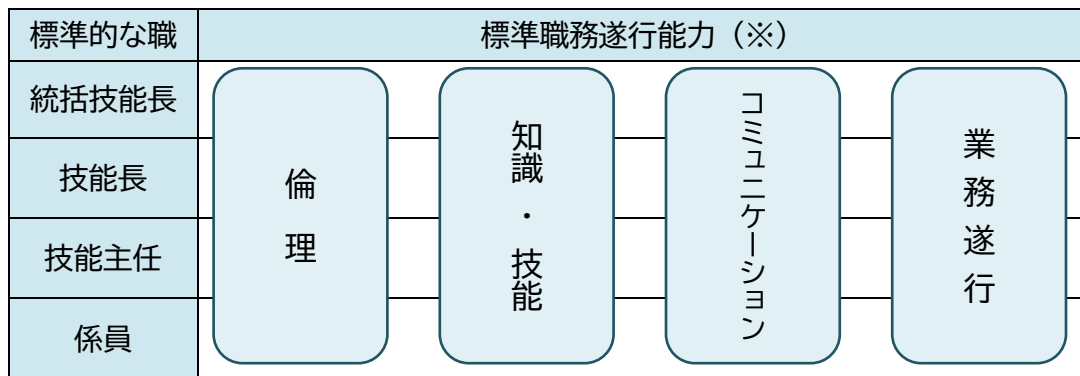 標準的な職
標準職務遂行能力（※）
統括技能長
技能長
技能主任
係員
倫理
知識・技能
コミュニケーション
業務遂行